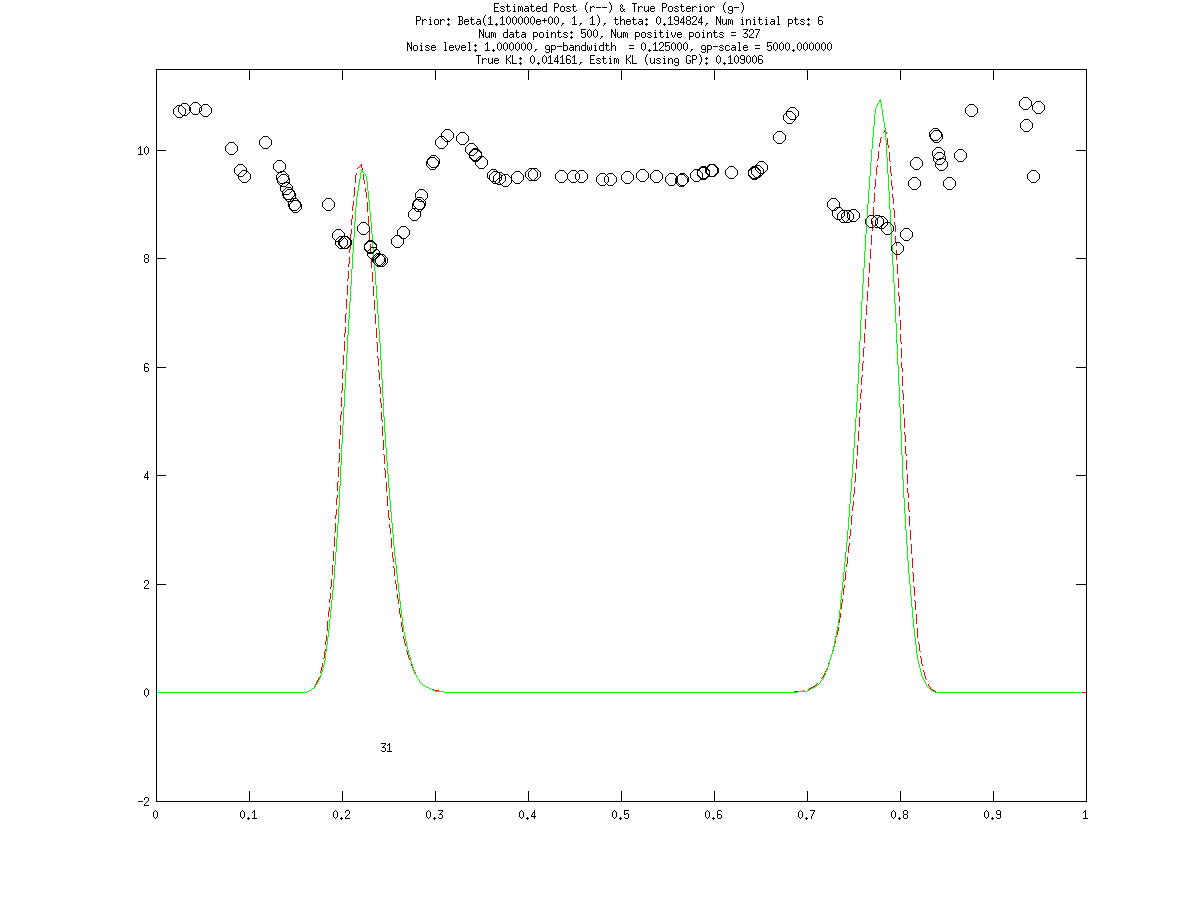 Estimated Post (r--) & True Posterior (g-)
Prior: Beta(1.100000e+00, 1, 1), theta: 0.194824, Num initial pts: 6
Num data points: 500, Num positive points = 327
Noise level: 1.000000, gp-bandwidth  = 0.125000, gp-scale = 5000.000000
True KL: 0.014161, Estim KL (using GP): 0.109006
10
8
6
4
2
0
31
-2
0 0.1 0.2 0.3 0.4 0.5 0.6 0.7 0.8 0.9 1